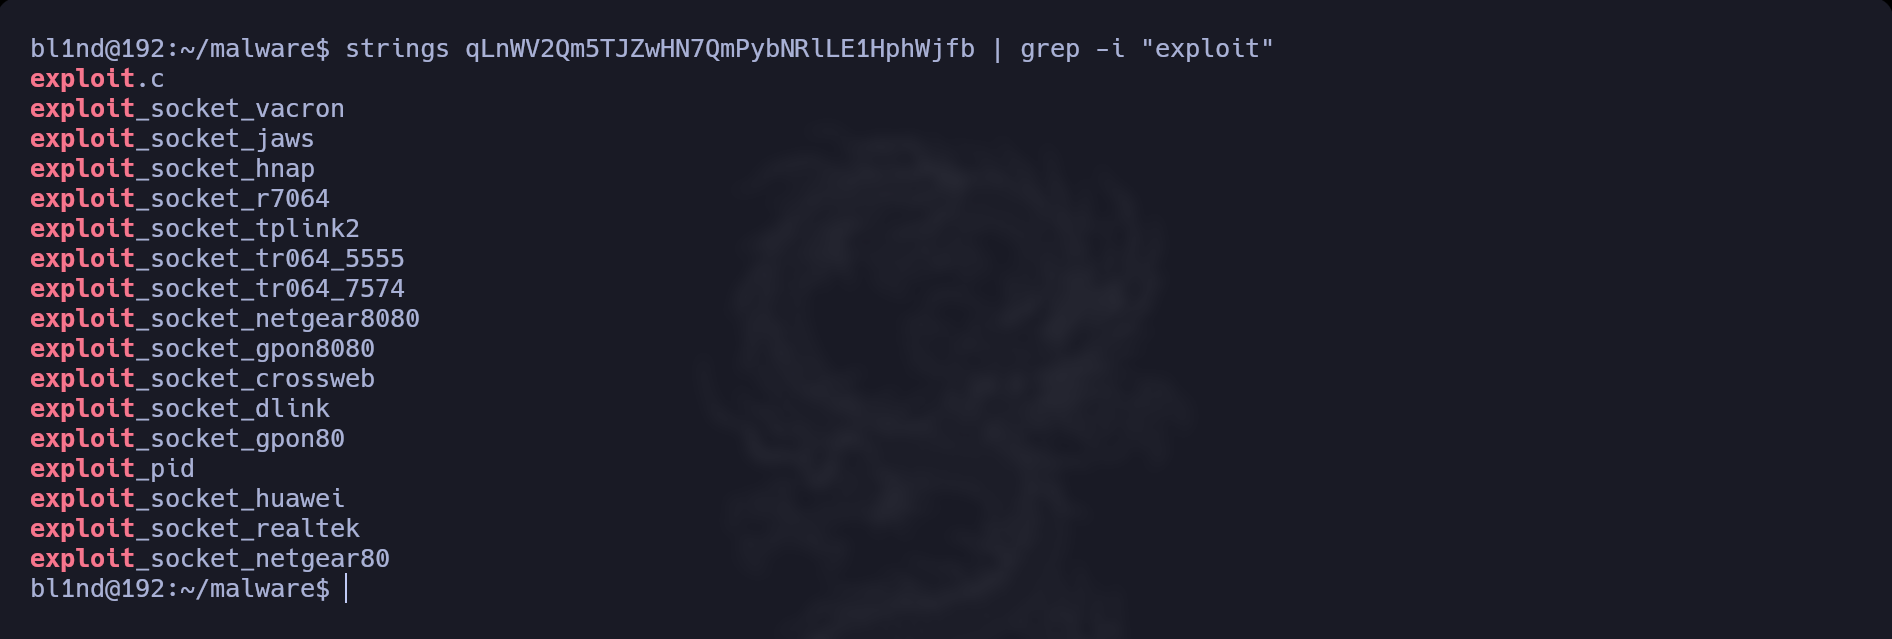 bl1nd@192:~/malware$ strings qLnWV2Qm5TJZwHN7QmPybNRlLE1HphWjfb | grep -i "exploit"
exploit.c
exploit_socket_vacron
exploit_socket_jaws
exploit_socket_hnap
exploit_socket_r7064
exploit_socket_tplink2
exploit_socket_tr064_5555
exploit_socket_tr064_7574
exploit_socket_netgear8080
exploit_socket_gpon8080
exploit_socket_crossweb
exploit_socket_dlink
exploit_socket_gpon80
exploit_pid
exploit_socket_huawei
exploit_socket_realtek
exploit_socket_netgear80
bl1nd@192:~/malware$